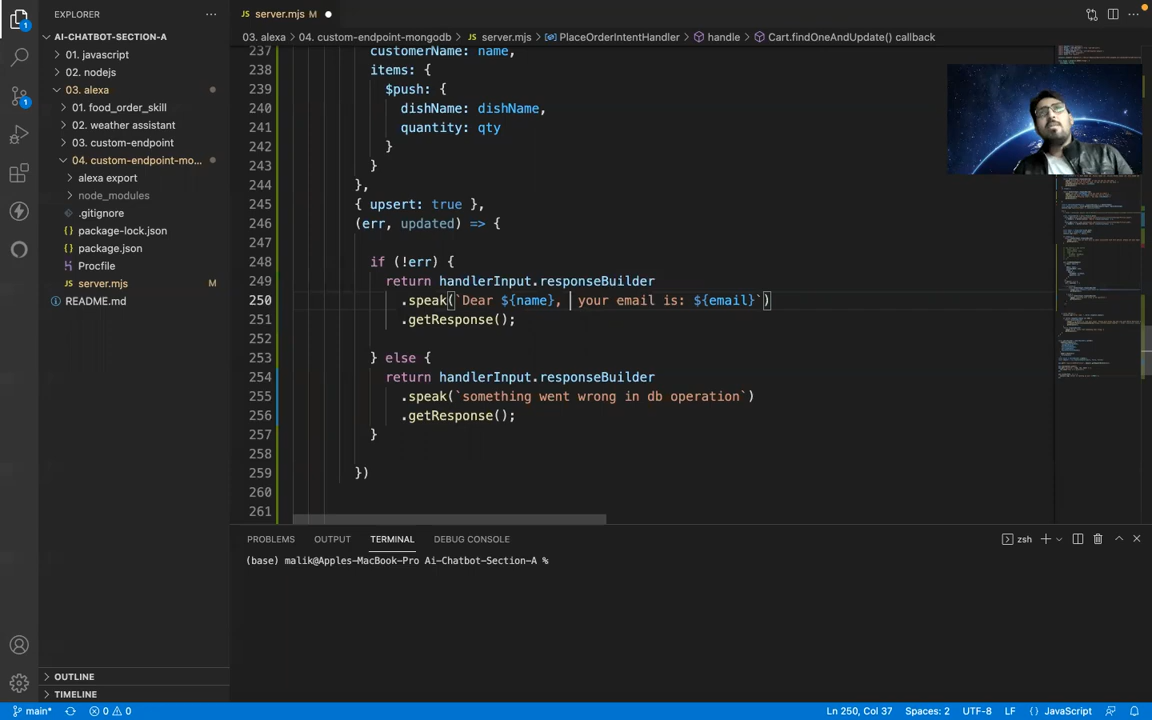 EXPLORER
server.mjs M
AI-CHATBOT-SECTION-A
03. alexa > 04. custom-endpoint-mongodb > server.mjs > PlaceOrderIntentHandler > handle > Cart.findOneAndUpdate() callback
01. javascript
02. nodejs
03. alexa
01. food_order_skill
02. weather assistant
03. custom-endpoint
04. custom-endpoint-mo...
alexa export
node_modules
.gitignore
package-lock.json
package.json
Procfile
server.mjs M
README.md
237 customerName: name,
238 items: {
239 $push: {
240 dishName: dishName,
241 quantity: qty
242 }
243 }
244 },
245 { upsert: true },
246 (err, updated) => {
247
248 if (!err) {
249 return handlerInput.responseBuilder
250 .speak(`Dear ${name}, your email is: ${email}`)
251 .getResponse();
252
253 } else {
254 return handlerInput.responseBuilder
255 .speak(`something went wrong in db operation`)
256 .getResponse();
257 }
258
259 })
260
261
PROBLEMS OUTPUT TERMINAL DEBUG CONSOLE
zsh
(base) malik@Apples-MacBook-Pro Ai-Chatbot-Section-A %
OUTLINE
TIMELINE
main* 0 0 Ln 250, Col 37 Spaces: 2 UTF-8 LF {} JavaScript